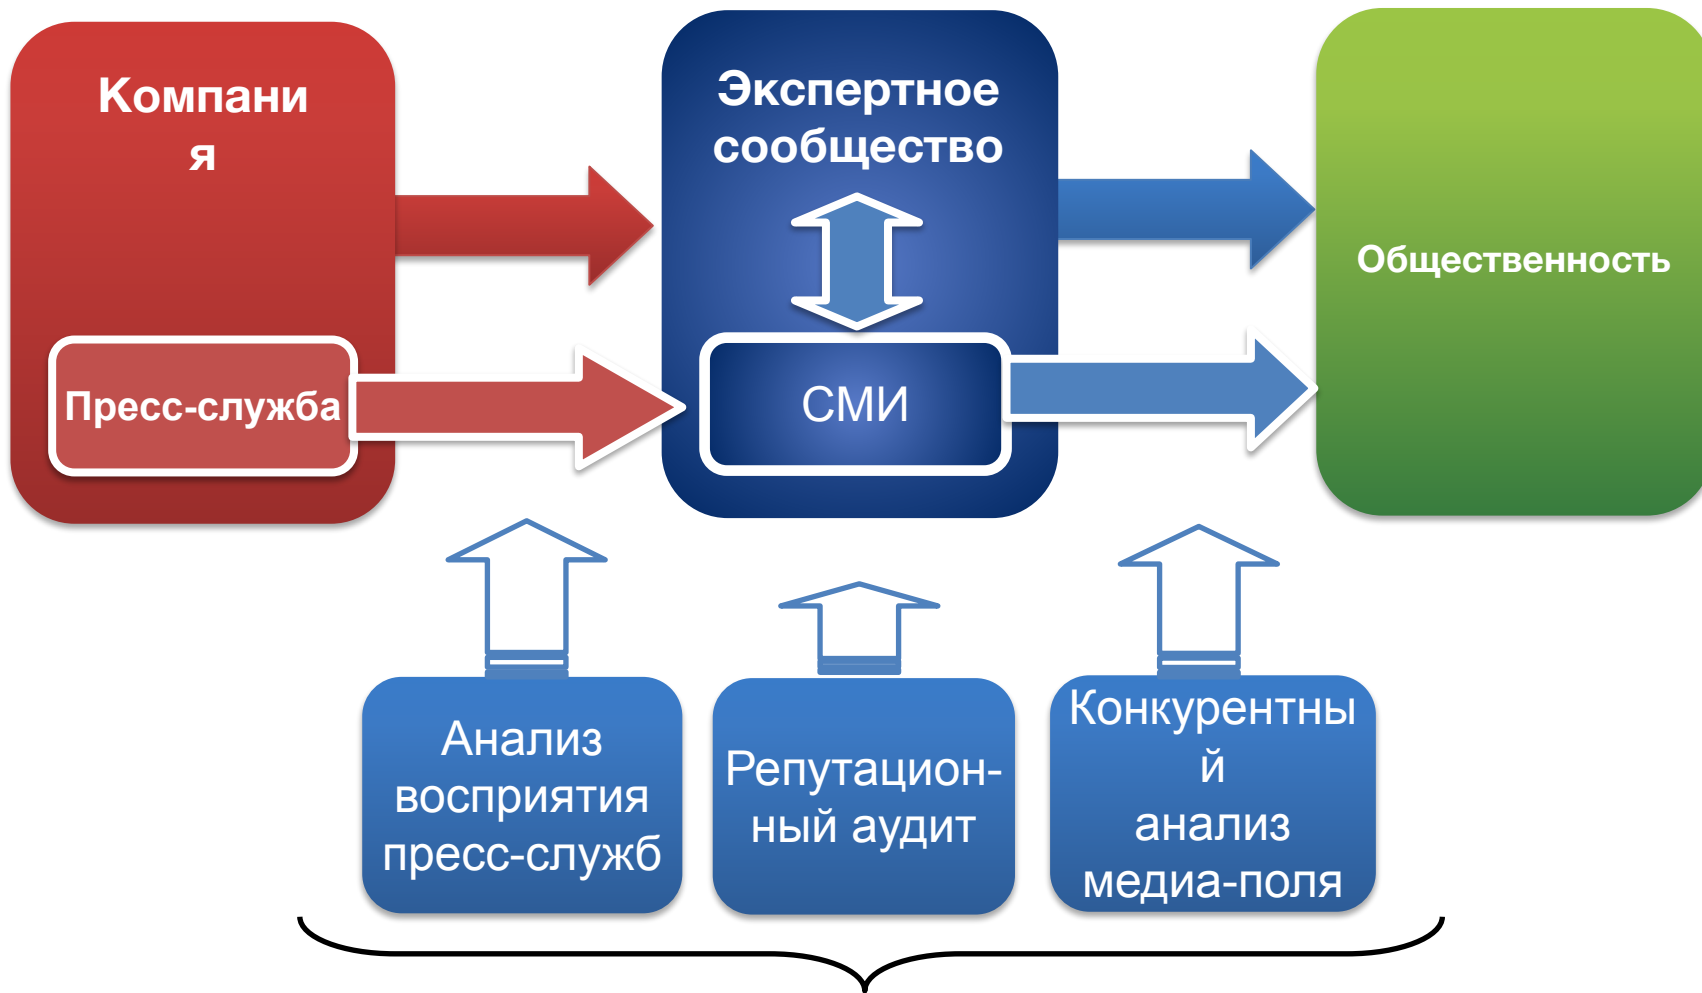 Компани
я
Экспертное
сообщество
Общественность
Пресс-служба
СМИ
Анализ
восприятия
пресс-служб
Репутацион-
ный аудит
Конкурентны
й
анализ
медиа-поля